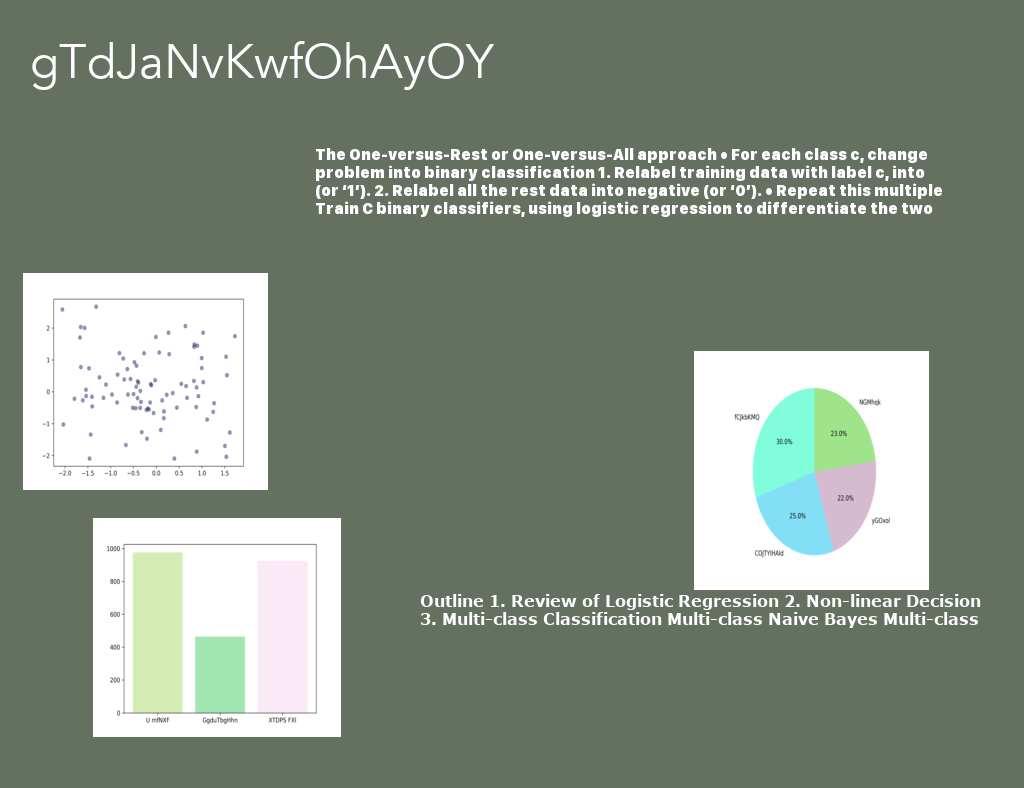 gTdJaNvKwfOhAyOY
The One-versus-Rest or One-versus-All approach • For each class c, change
problem into binary classification 1. Relabel training data with label c, into
(or ‘1’). 2. Relabel all the rest data into negative (or ‘0’). • Repeat this multiple
Train C binary classifiers, using logistic regression to differentiate the two
2
1
0
−1
−2
−2.0 −1.5 −1.0 −0.5 0.0 0.5 1.0 1.5
fCJkbKMQ
NGMhqk
30.0%
23.0%
22.0%
25.0%
yGOxol
COJTYIHAld
Outline 1. Review of Logistic Regression 2. Non-linear Decision
3. Multi-class Classification Multi-class Naive Bayes Multi-class
1000
800
600
400
200
0
U mfNXF GgduTbgHhn XTDPS FXl